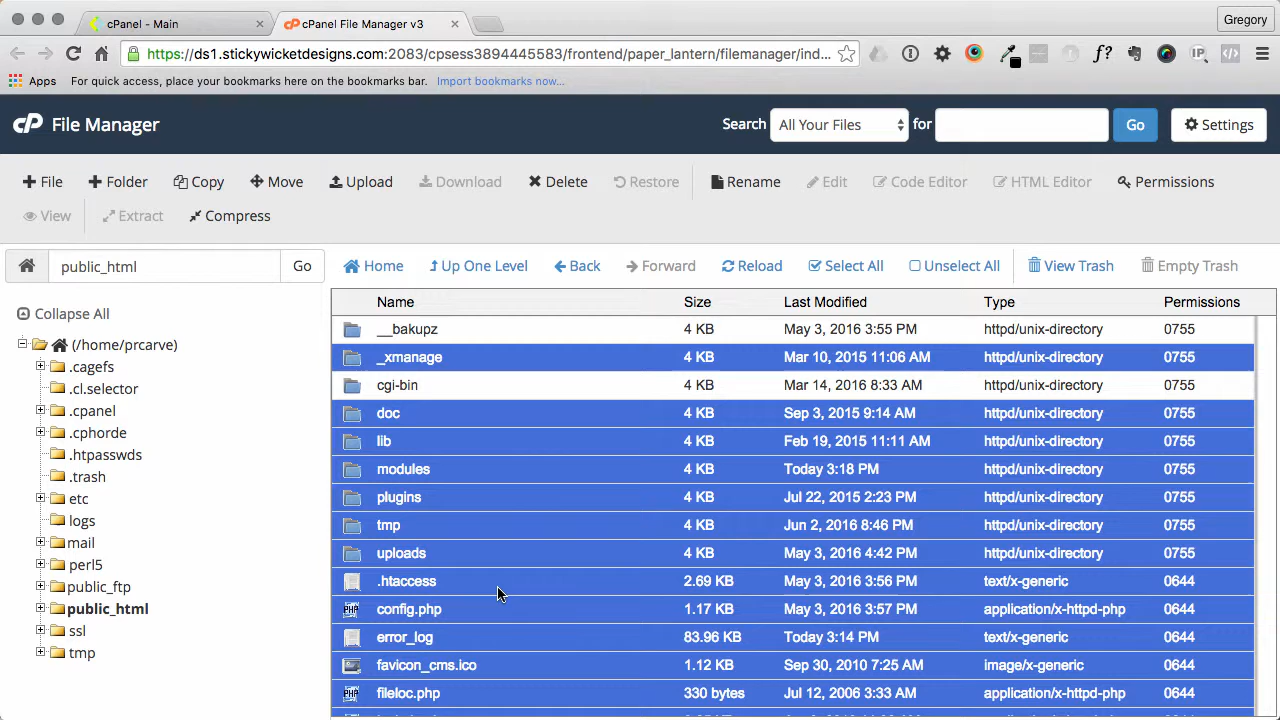 cPanel - Main
cPanel File Manager v3
Gregory
https://ds1.stickywicketdesigns.com:2083/cpsess3894445583/frontend/paper_lantern/filemanager/ind...
Apps For quick access, place your bookmarks here on the bookmarks bar. Import bookmarks now...
cP File Manager
Search All Your Files for Go Settings
File Folder Copy Move Upload Download Delete Restore Rename Edit Code Editor HTML Editor Permissions
View Extract Compress
public_html Go
Home Up One Level Back Forward Reload Select All Unselect All View Trash Empty Trash
Collapse All
(/home/prcarve)
.cagefs
.cl.selector
.cpanel
.cphorde
.htpasswds
.trash
etc
logs
mail
perl5
public_ftp
public_html
ssl
tmp
Name Size Last Modified Type Permissions
__bakupz 4 KB May 3, 2016 3:55 PM httpd/unix-directory 0755
_xmanage 4 KB Mar 10, 2015 11:06 AM httpd/unix-directory 0755
cgi-bin 4 KB Mar 14, 2016 8:33 AM httpd/unix-directory 0755
doc 4 KB Sep 3, 2015 9:14 AM httpd/unix-directory 0755
lib 4 KB Feb 19, 2015 11:11 AM httpd/unix-directory 0755
modules 4 KB Today 3:18 PM httpd/unix-directory 0755
plugins 4 KB Jul 22, 2015 2:23 PM httpd/unix-directory 0755
tmp 4 KB Jun 2, 2016 8:46 PM httpd/unix-directory 0755
uploads 4 KB May 3, 2016 4:42 PM httpd/unix-directory 0755
.htaccess 2.69 KB May 3, 2016 3:56 PM text/x-generic 0644
config.php 1.17 KB May 3, 2016 3:57 PM application/x-httpd-php 0644
error_log 83.96 KB Today 3:14 PM text/x-generic 0644
favicon_cms.ico 1.12 KB Sep 30, 2010 7:25 AM image/x-generic 0644
fileloc.php 330 bytes Jul 12, 2006 3:33 AM application/x-httpd-php 0644